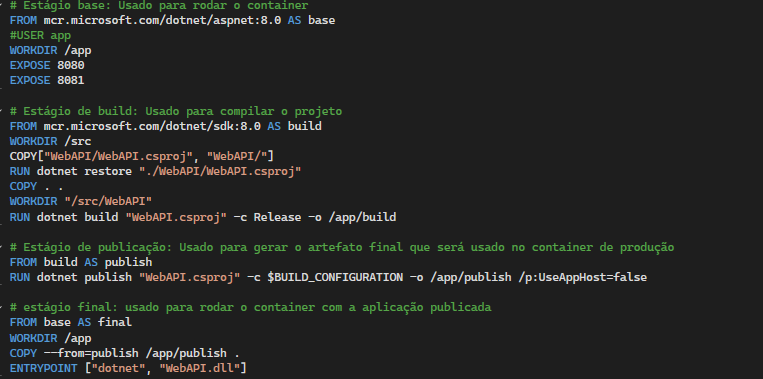 # Estágio base: Usado para rodar o container
FROM mcr.microsoft.com/dotnet/aspnet:8.0 AS base
#USER app
WORKDIR /app
EXPOSE 8080
EXPOSE 8081
# Estágio de build: Usado para compilar o projeto
FROM mcr.microsoft.com/dotnet/sdk:8.0 AS build
WORKDIR /src
COPY["WebAPI/WebAPI.csproj", "WebAPI/"]
RUN dotnet restore "./WebAPI/WebAPI.csproj"
COPY . .
WORKDIR "/src/WebAPI"
RUN dotnet build "WebAPI.csproj" -c Release -o /app/build
# Estágio de publicação: Usado para gerar o artefato final que será usado no container de produção
FROM build AS publish
RUN dotnet publish "WebAPI.csproj" -c $BUILD_CONFIGURATION -o /app/publish /p:UseAppHost=false
# estágio final: usado para rodar o container com a aplicação publicada
FROM base AS final
WORKDIR /app
COPY --from=publish /app/publish .
ENTRYPOINT ["dotnet", "WebAPI.dll"]